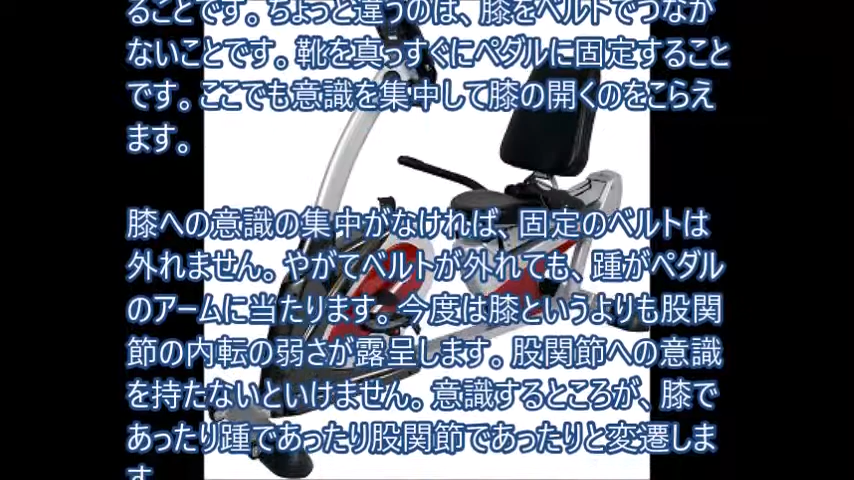 ることです。ちょっと違うのは、膝をベルトでつなが
ないことです。靴を真っすぐにペダルに固定すること
です。ここでも意識を集中して膝の開くのをこらえ
ます。
膝への意識の集中がなければ、固定のベルトは
外れません。やがてベルトが外れても、踵がペダル
のアームに当たります。今度は膝というよりも股関
節の内転の弱さが露呈します。股関節への意識
を持たないといけません。意識するところが、膝で
あったり踵であったり股関節であったりと変遷しま
す